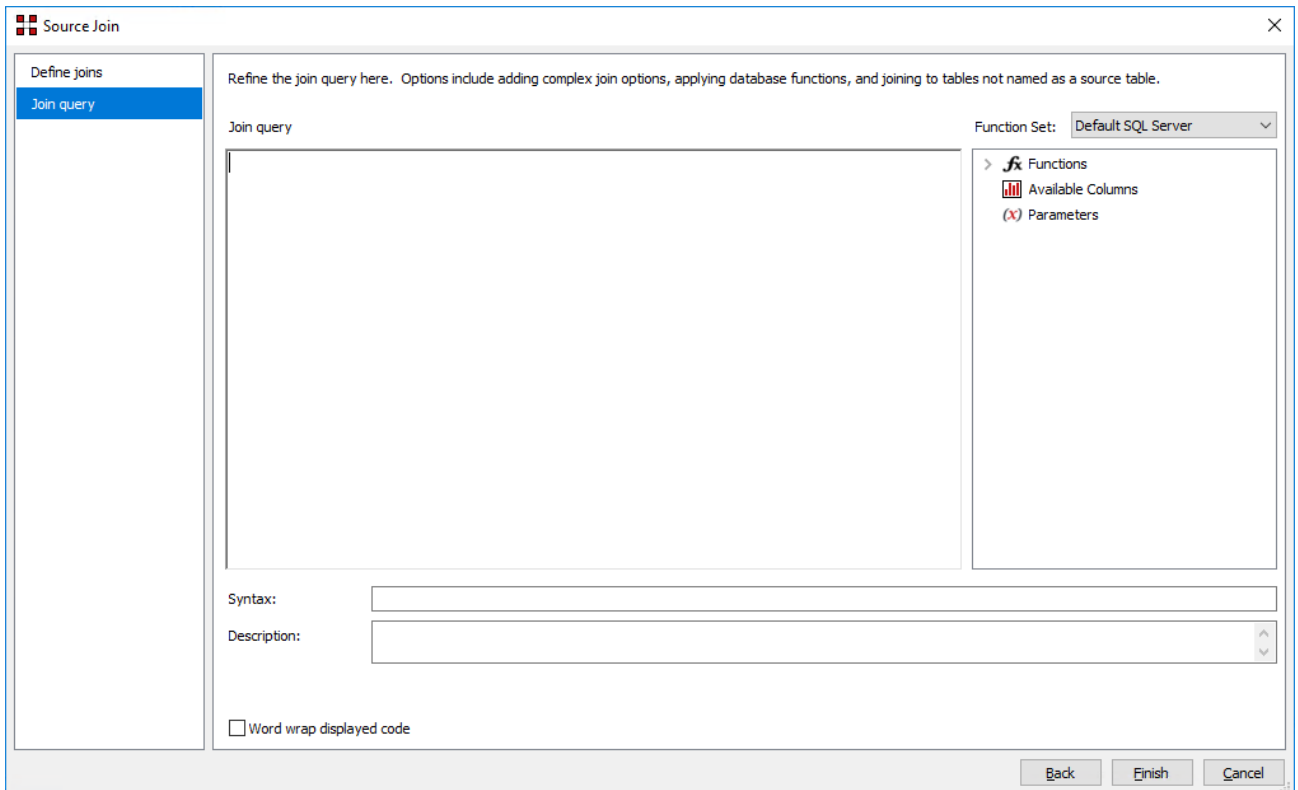 Source Join
Define joins
Join query
Refine the join query here.  Options include adding complex join options, applying database functions, and joining to tables not named as a source table.
Join query
Function Set: Default SQL Server
fx Functions
Available Columns
(x) Parameters
Syntax:
Description:
Word wrap displayed code
Back Finish Cancel